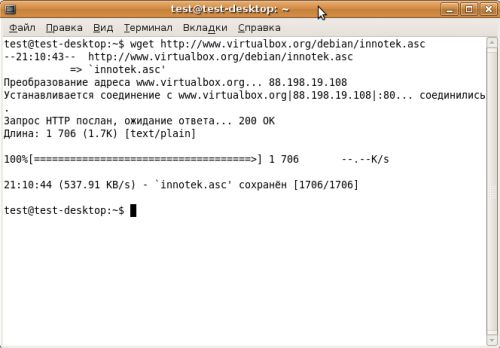 test@test-desktop: ~
Файл Правка Вид Терминал Вкладки Справка
test@test-desktop:~$ wget http://www.virtualbox.org/debian/innotek.asc
--21:10:43--  http://www.virtualbox.org/debian/innotek.asc
           => `innotek.asc'
Преобразование адреса www.virtualbox.org... 88.198.19.108
Устанавливается соединение с www.virtualbox.org|88.198.19.108|:80... соединились
.
Запрос HTTP послан, ожидание ответа... 200 OK
Длина: 1 706 (1.7K) [text/plain]
100%[====================================>] 1 706       --.--K/s
21:10:44 (537.91 KB/s) - `innotek.asc' сохранён [1706/1706]
test@test-desktop:~$